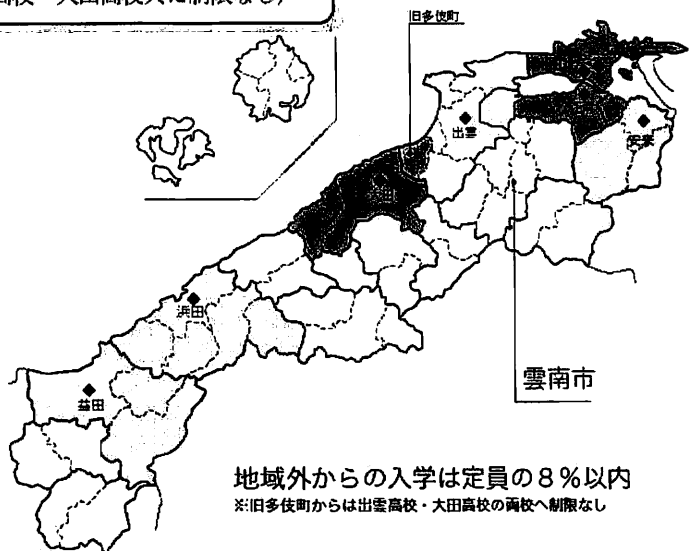 旧多伎町
出雲
安来
浜田
益田
雲南市
地域外からの入学は定員の8%以内
※旧多伎町からは出雲高校・大田高校の両校へ制限なし